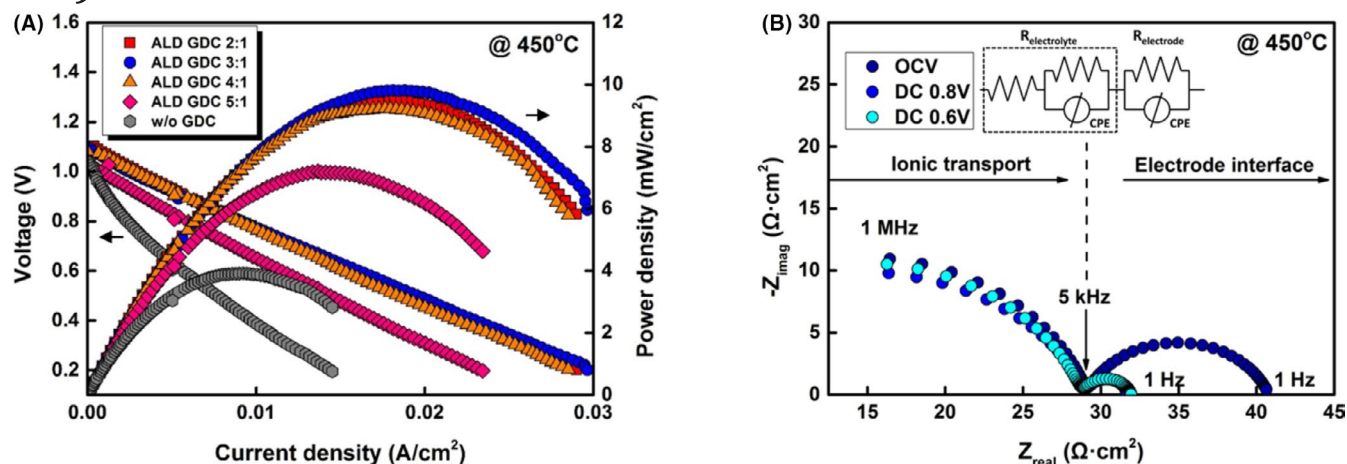 (A)
1.6
1.4
1.2
1.0
0.8
0.6
0.4
0.2
Voltage (V)
ALD GDC 2:1
ALD GDC 3:1
ALD GDC 4:1
ALD GDC 5:1
w/o GDC
@ 450°C
12
10
8
6
4
2
0
Power density (mW/cm²)
0.00 0.01 0.02 0.03
Current density (A/cm²)
(B)
-30
25
20
15
10
5
0
-Z_imag (Ω·cm²)
OCV
DC 0.8V
DC 0.6V
R_electrolyte R_electrode
CPE CPE
@ 450°C
Ionic transport Electrode interface
1 MHz
5 kHz
1 Hz 1 Hz
15 20 25 30 35 40 45
Z_real (Ω·cm²)